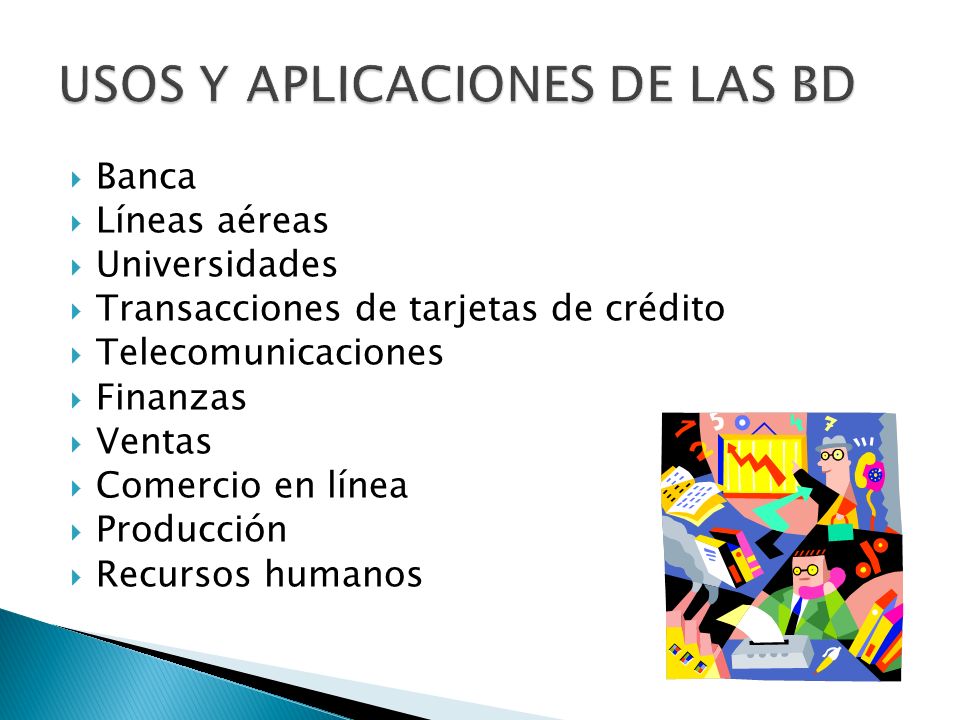 USOS Y APLICACIONES DE LAS BD
Banca
Líneas aéreas
Universidades
Transacciones de tarjetas de crédito
Telecomunicaciones
Finanzas
Ventas
Comercio en línea
Producción
Recursos humanos